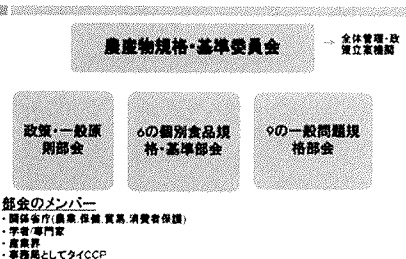 農産物規格・基準委員会
→ 全体管理・政
策立案機関
政策・一般原
則部会
6の個別食品規
格・基準部会
9の一般問題規
格部会
部会のメンバー
・関係省庁(農業,保健,貿易,消費者保護)
・学者/専門家
・産業界
・事務局としてタイCCP